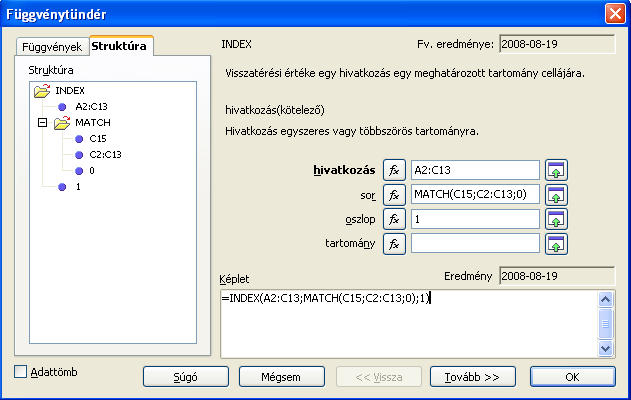 Függvénytündér
Függvények
Struktúra
Struktúra
INDEX
A2:C13
MATCH
C15
C2:C13
0
1
INDEX
Fv. eredménye: 2008-08-19
Visszatérési értéke egy hivatkozás egy meghatározott tartomány cellájára.
hivatkozás(kötelező)
Hivatkozás egyszeres vagy többszörös tartományra.
hivatkozás fx A2:C13
sor fx MATCH(C15;C2:C13;0)
oszlop fx 1
tartomány fx
Képlet
Eredmény 2008-08-19
=INDEX(A2:C13;MATCH(C15;C2:C13;0);1)
Adattömb
Súgó
Mégsem
<< Vissza
Tovább >>
OK